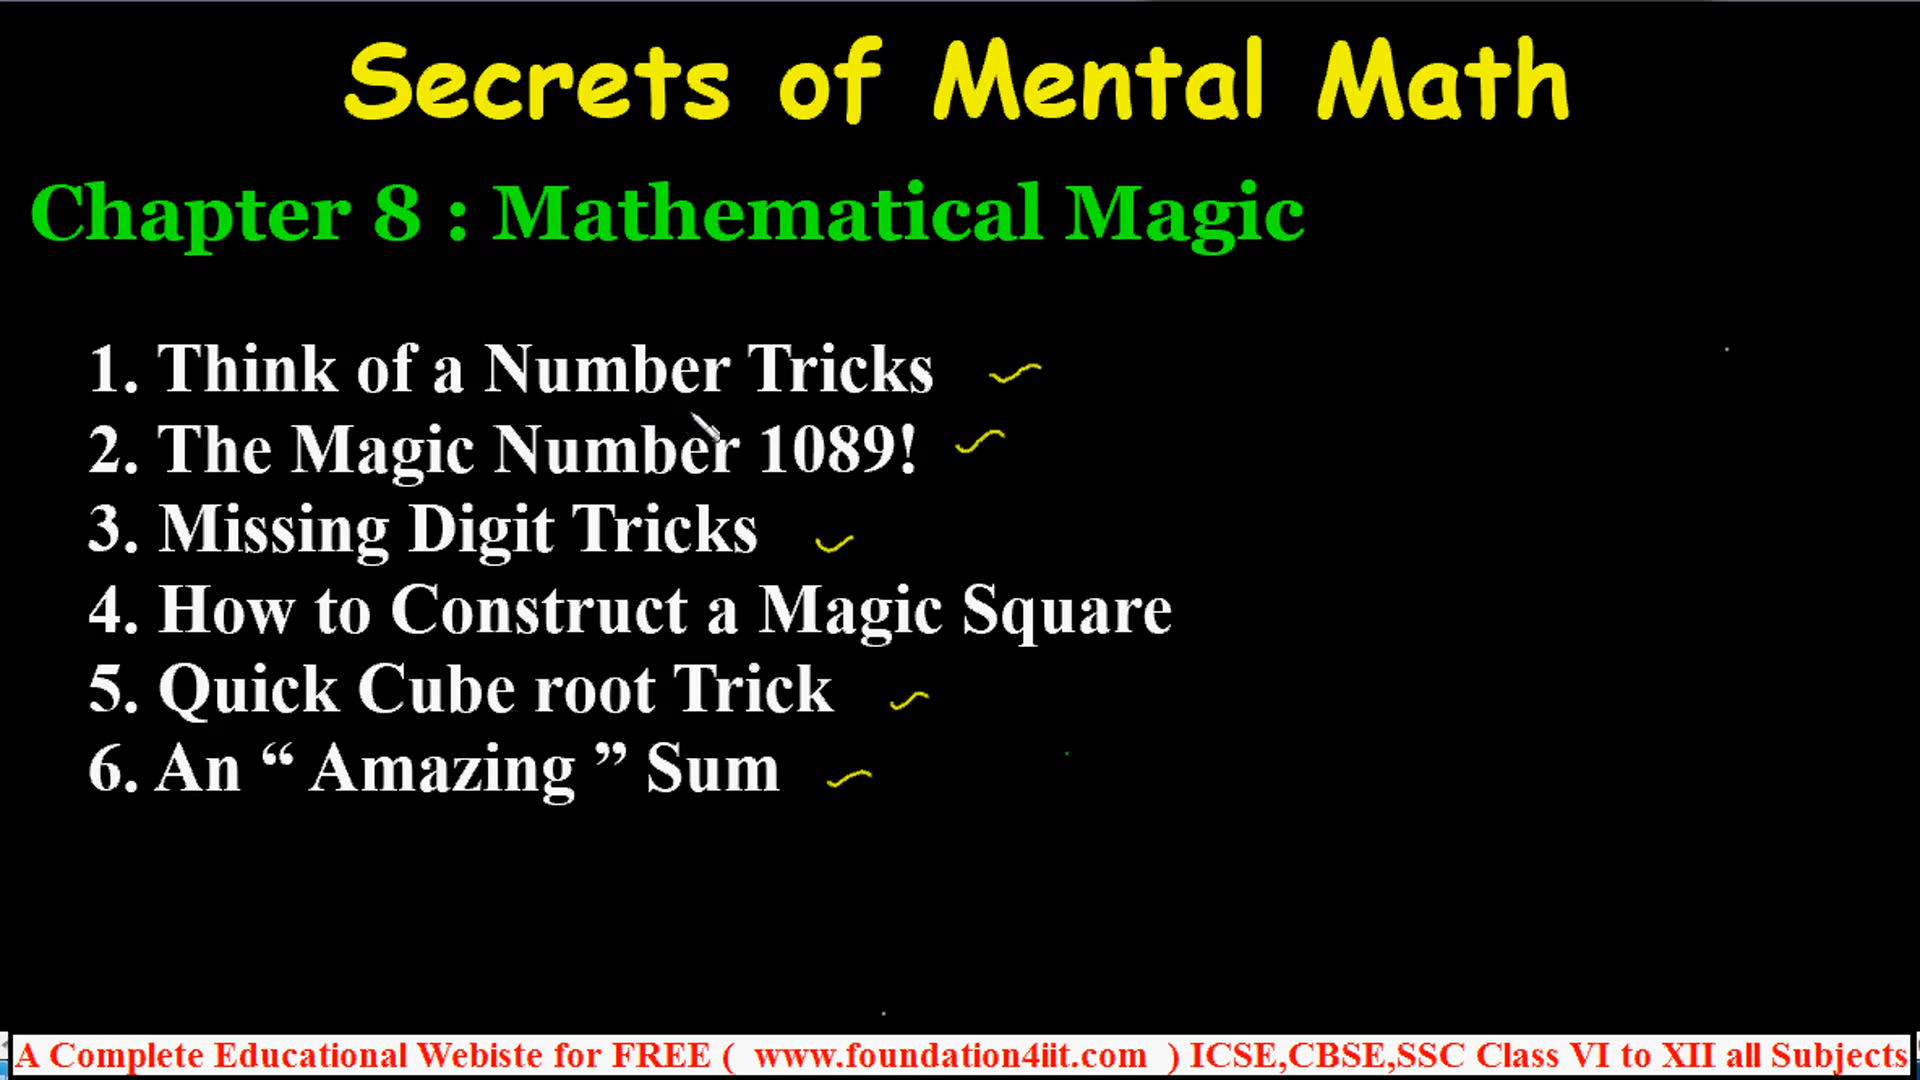 Secrets of Mental Math
Chapter 8 : Mathematical Magic
1. Think of a Number Tricks
2. The Magic Number 1089!
3. Missing Digit Tricks
4. How to Construct a Magic Square
5. Quick Cube root Trick
6. An “ Amazing ” Sum
A Complete Educational Webiste for FREE ( www.foundation4iit.com ) ICSE,CBSE,SSC Class VI to XII all Subjects